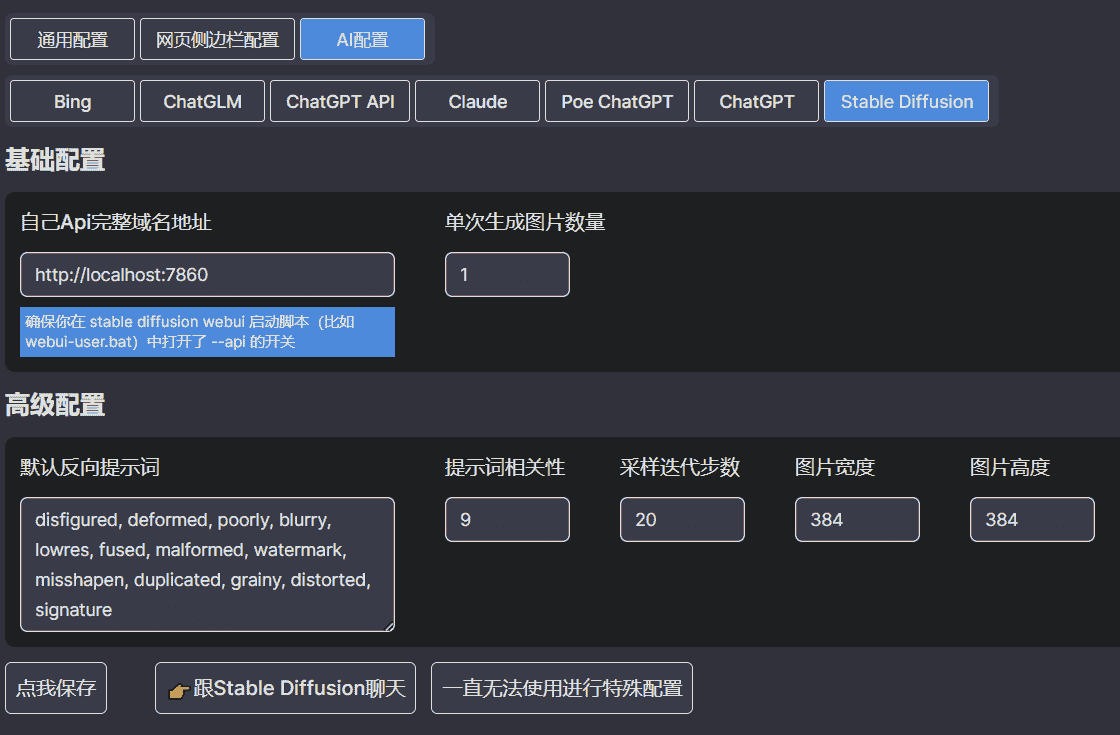 通用配置 网页侧边栏配置 AI配置
Bing ChatGLM ChatGPT API Claude Poe ChatGPT ChatGPT Stable Diffusion
基础配置
自己Api完整域名地址 单次生成图片数量
http://localhost:7860 1
确保你在 stable diffusion webui 启动脚本（比如
webui-user.bat）中打开了 --api 的开关
高级配置
默认反向提示词 提示词相关性 采样迭代步数 图片宽度 图片高度
disfigured, deformed, poorly, blurry, 9 20 384 384
lowres, fused, malformed, watermark,
misshapen, duplicated, grainy, distorted,
signature
点我保存 👉跟Stable Diffusion聊天 一直无法使用进行特殊配置